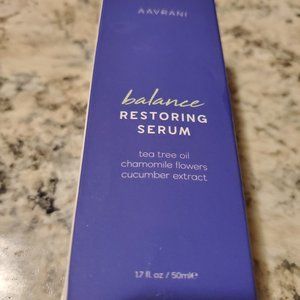 AAVRANI
balance
RESTORING
SERUM
tea tree oil
chamomile flowers
cucumber extract
1.7 fl. oz / 50ml℮